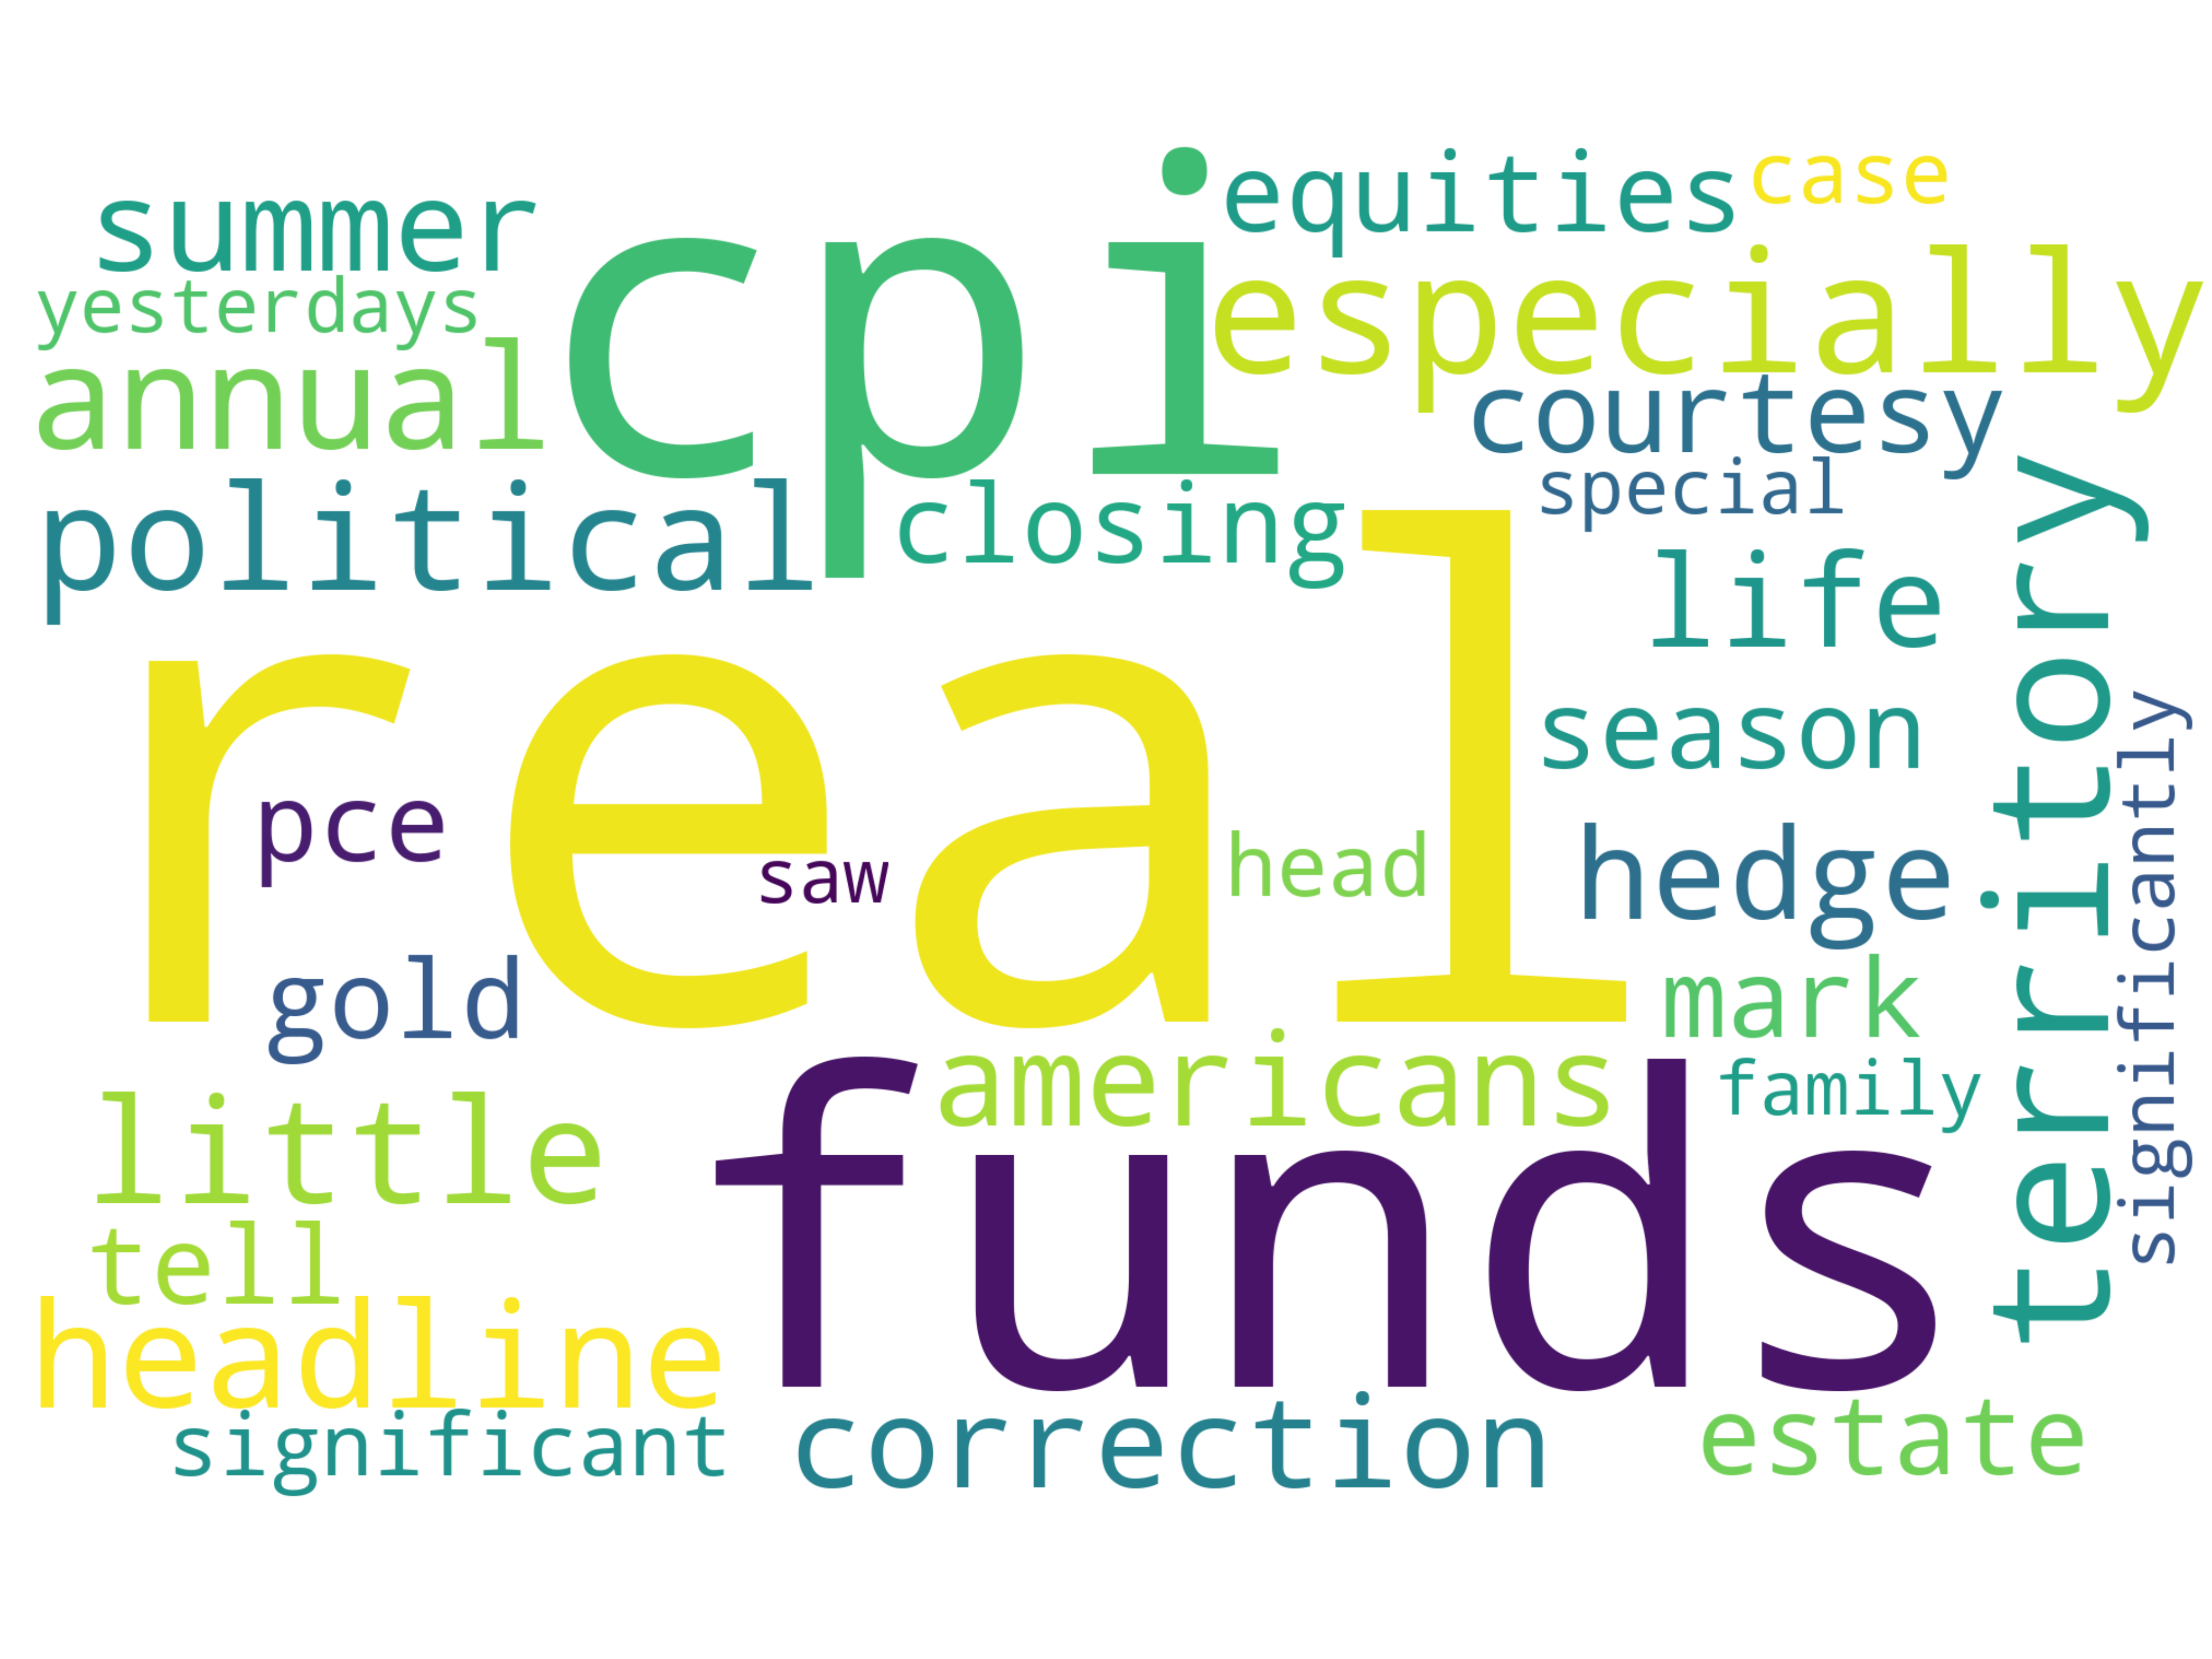 summer
yesterdays
annual
political
cpi
closing
equities
case
especially
courtesy
special
life
season
hedge
mark
family
territory
significantly
real
pce
saw
head
gold
americans
little
tell
headline
significant
funds
correction
estate